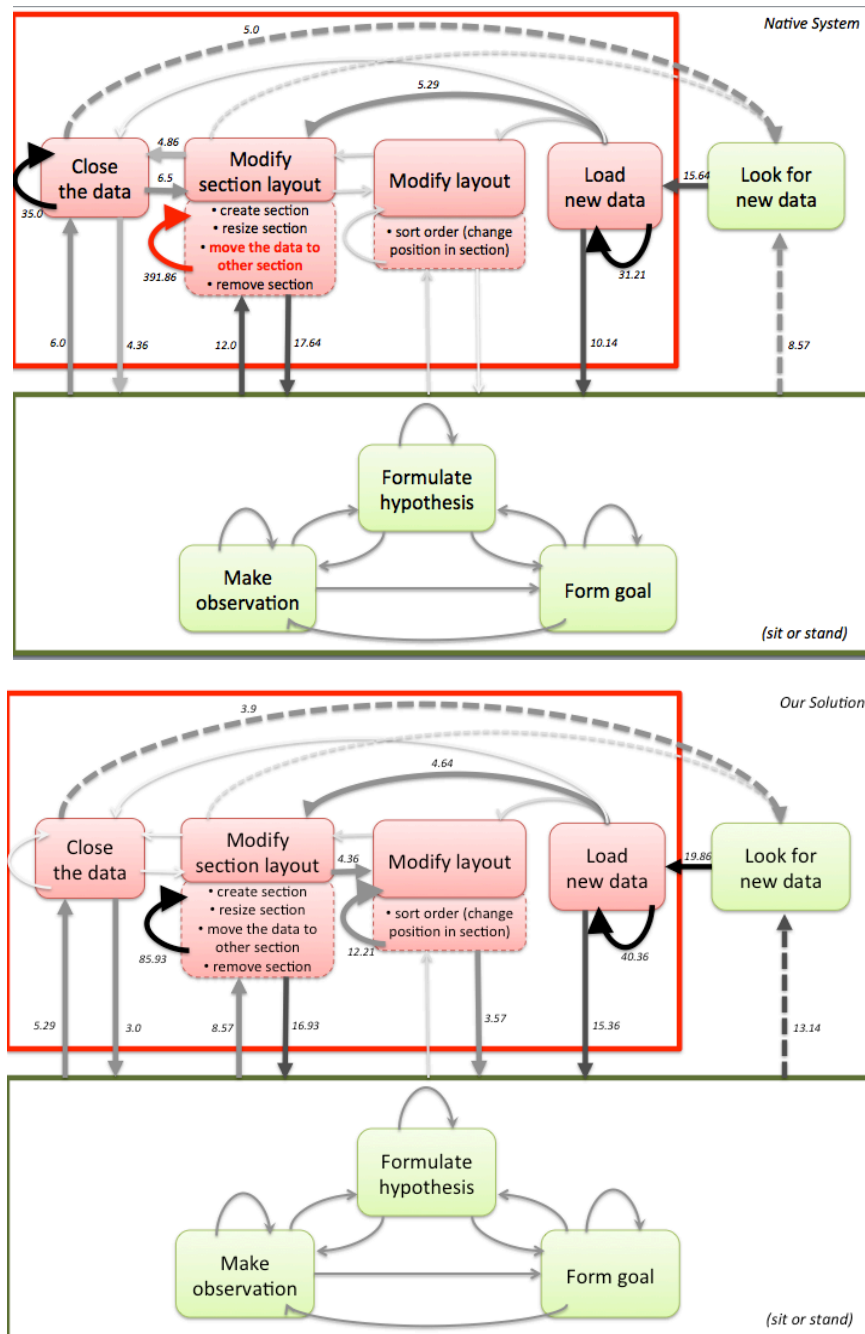 5.0
Native System
5.29
4.86
Close
the data
Modify
section layout
Modify layout
Load
new data
15.64
Look for
new data
6.5
35.0
• create section
• resize section
• move the data to
other section
• remove section
• sort order (change
position in section)
391.86
31.21
6.0
4.36
12.0
17.64
10.14
8.57
Formulate
hypothesis
Make
observation
Form goal
(sit or stand)
3.9
Our Solution
4.64
Close
the data
Modify
section layout
4.36
Modify layout
Load
new data
19.86
Look for
new data
• create section
• resize section
• move the data to
other section
• remove section
• sort order (change
position in section)
85.93
12.21
40.36
5.29
3.0
8.57
16.93
3.57
15.36
13.14
Formulate
hypothesis
Make
observation
Form goal
(sit or stand)